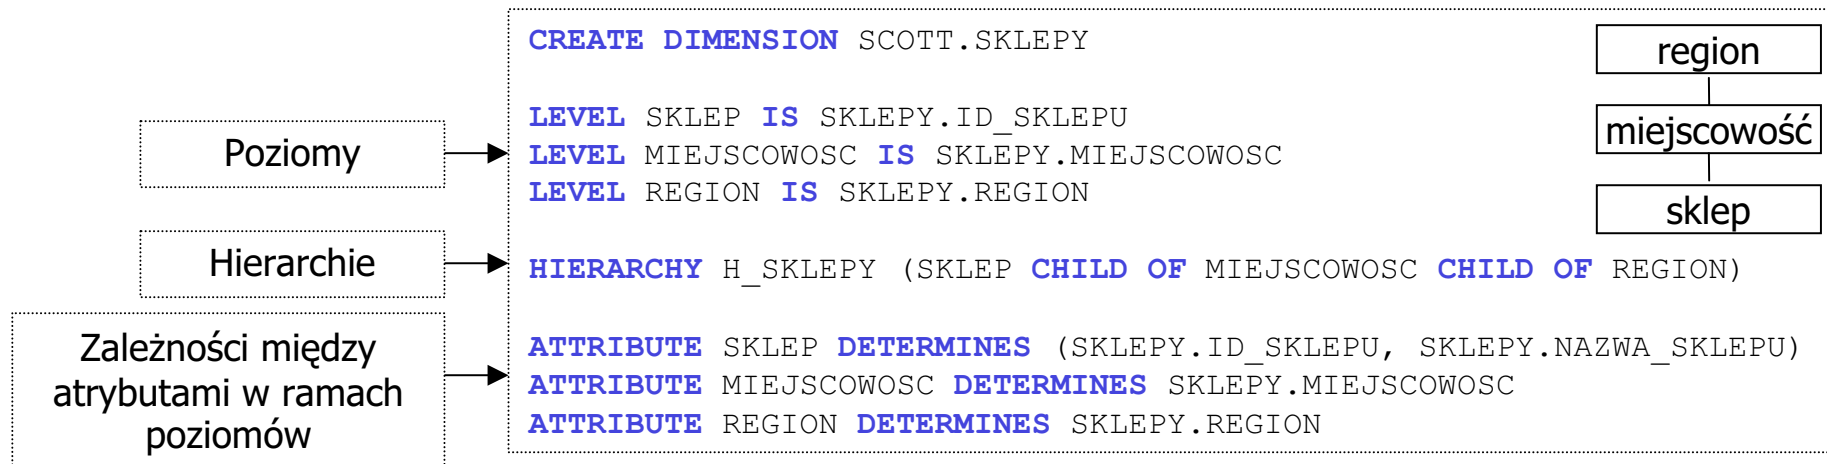 CREATE DIMENSION SCOTT.SKLEPY
LEVEL SKLEP IS SKLEPY.ID_SKLEPU
LEVEL MIEJSCOWOSC IS SKLEPY.MIEJSCOWOSC
LEVEL REGION IS SKLEPY.REGION
HIERARCHY H_SKLEPY (SKLEP CHILD OF MIEJSCOWOSC CHILD OF REGION)
ATTRIBUTE SKLEP DETERMINES (SKLEPY.ID_SKLEPU, SKLEPY.NAZWA_SKLEPU)
ATTRIBUTE MIEJSCOWOSC DETERMINES SKLEPY.MIEJSCOWOSC
ATTRIBUTE REGION DETERMINES SKLEPY.REGION
Poziomy
Hierarchie
Zależności między
atrybutami w ramach
poziomów
region
miejscowość
sklep